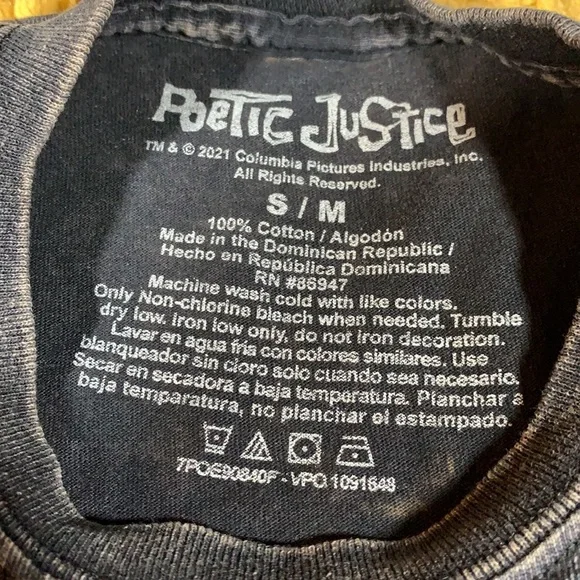 Poetic Justice
TM & © 2021 Columbia Pictures Industries, Inc.
All Rights Reserved.
S / M
100% Cotton / Algodón
Made in the Dominican Republic /
Hecho en República Dominicana
RN #86947
Machine wash cold with like colors.
Only Non-chlorine bleach when needed. Tumble
dry low. Iron low only, do not iron decoration.
Lavar en agua fría con colores similares. Use
blanqueador sin cloro solo cuando sea necesario.
Secar en secadora a baja temperatura. Planchar a
baja temparatura, no planchar el estampado.
7POE90840F - VPO 1091648